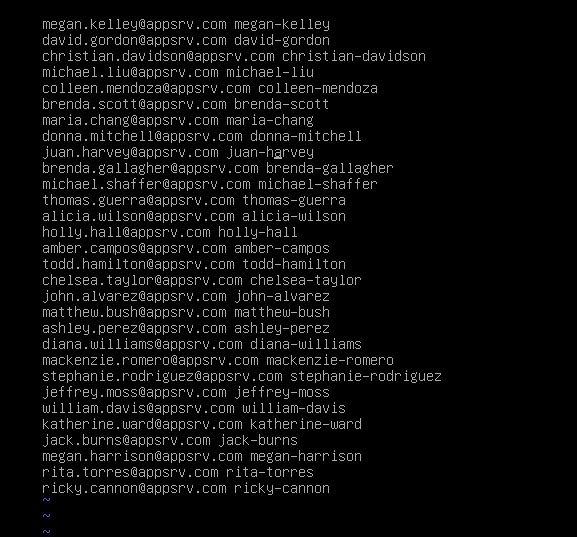 megan.kelley@appsrv.com megan-kelley
david.gordon@appsrv.com david-gordon
christian.davidson@appsrv.com christian-davidson
michael.liu@appsrv.com michael-liu
colleen.mendoza@appsrv.com colleen-mendoza
brenda.scott@appsrv.com brenda-scott
maria.chang@appsrv.com maria-chang
donna.mitchell@appsrv.com donna-mitchell
juan.harvey@appsrv.com juan-harvey
brenda.gallagher@appsrv.com brenda-gallagher
michael.shaffer@appsrv.com michael-shaffer
thomas.guerra@appsrv.com thomas-guerra
alicia.wilson@appsrv.com alicia-wilson
holly.hall@appsrv.com holly-hall
amber.campos@appsrv.com amber-campos
todd.hamilton@appsrv.com todd-hamilton
chelsea.taylor@appsrv.com chelsea-taylor
john.alvarez@appsrv.com john-alvarez
matthew.bush@appsrv.com matthew-bush
ashley.perez@appsrv.com ashley-perez
diana.williams@appsrv.com diana-williams
mackenzie.romero@appsrv.com mackenzie-romero
stephanie.rodriguez@appsrv.com stephanie-rodriguez
jeffrey.moss@appsrv.com jeffrey-moss
william.davis@appsrv.com william-davis
katherine.ward@appsrv.com katherine-ward
jack.burns@appsrv.com jack-burns
megan.harrison@appsrv.com megan-harrison
rita.torres@appsrv.com rita-torres
ricky.cannon@appsrv.com ricky-cannon
~
~
~